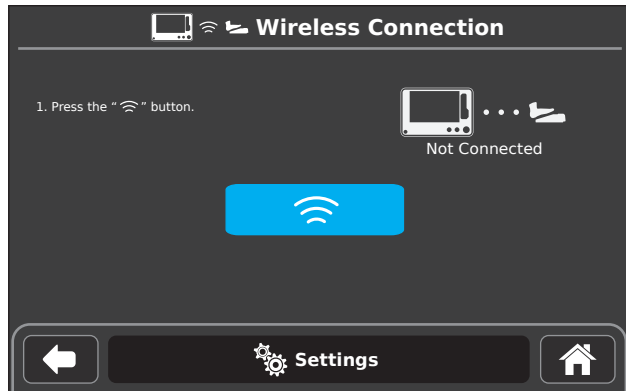 Wireless Connection
1. Press the “ ” button.
Not Connected
Settings